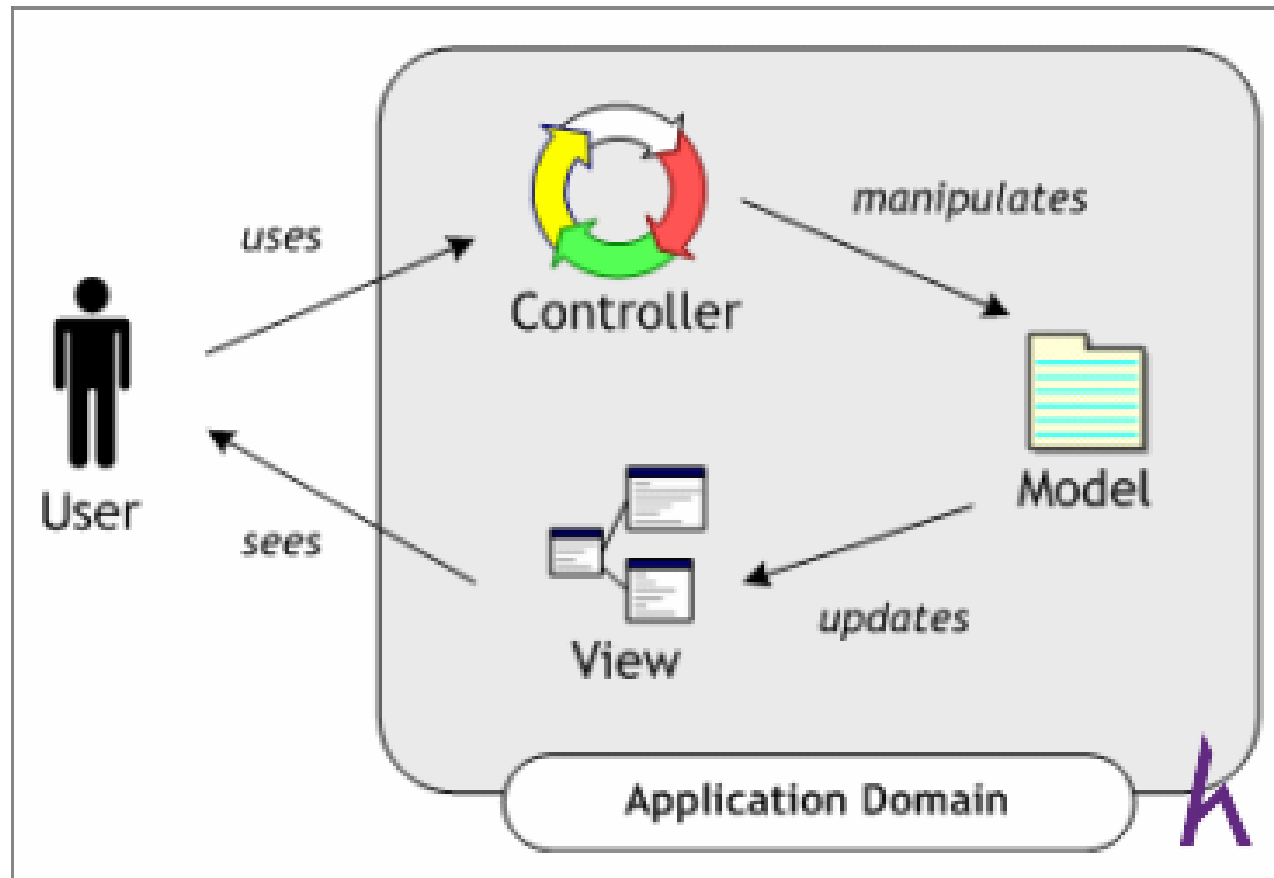 uses
manipulates
Controller
User
Model
sees
updates
View
Application Domain
h